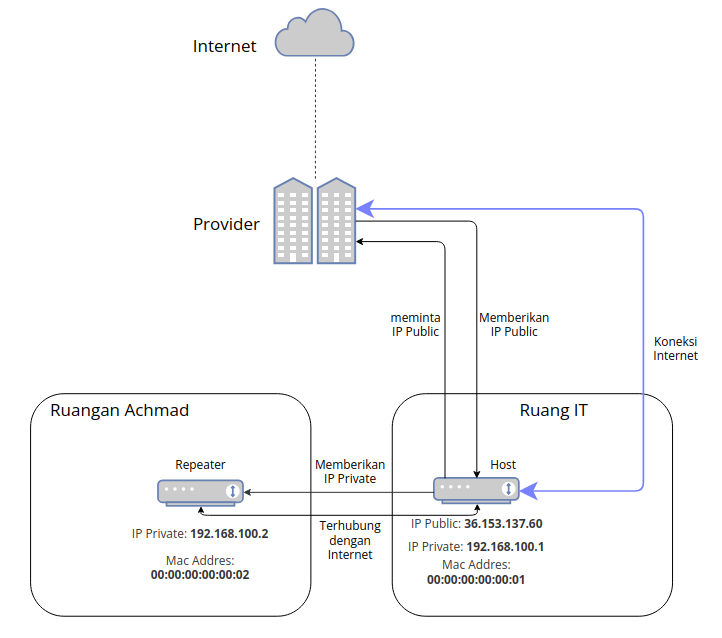 Internet
Provider
meminta
IP Public
Memberikan
IP Public
Koneksi
Internet
Ruangan Achmad
Ruang IT
Repeater
Memberikan
IP Private
Host
IP Private: 192.168.100.2
Mac Addres:
00:00:00:00:00:02
Terhubung
dengan
Internet
IP Public: 36.153.137.60
IP Private: 192.168.100.1
Mac Addres:
00:00:00:00:00:01